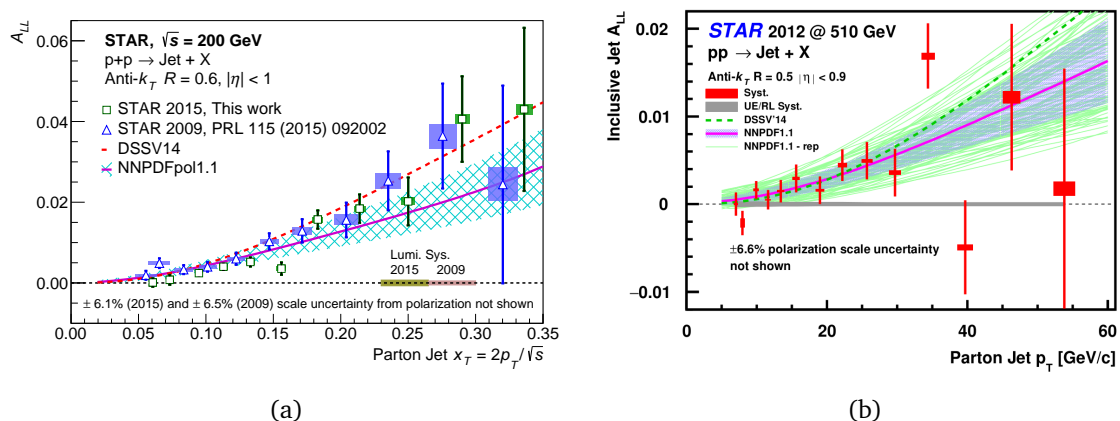 A_LL
0.06
0.04
0.02
0.00
STAR, √s = 200 GeV
p+p → Jet + X
Anti-k_T R = 0.6, |η| < 1
STAR 2015, This work
STAR 2009, PRL 115 (2015) 092002
DSSV14
NNPDFpol1.1
Lumi. Sys.
2015 2009
± 6.1% (2015) and ± 6.5% (2009) scale uncertainty from polarization not shown
0.00 0.05 0.10 0.15 0.20 0.25 0.30 0.35
Parton Jet x_T = 2p_T/√s
(a)
Inclusive Jet A_LL
0.02
0.01
0
−0.01
STAR 2012 @ 510 GeV
pp → Jet + X
Anti-k_T R = 0.5 |η| < 0.9
Syst.
UE/RL Syst.
DSSV'14
NNPDF1.1
NNPDF1.1 - rep
±6.6% polarization scale uncertainty
not shown
0 20 40 60
Parton Jet p_T [GeV/c]
(b)